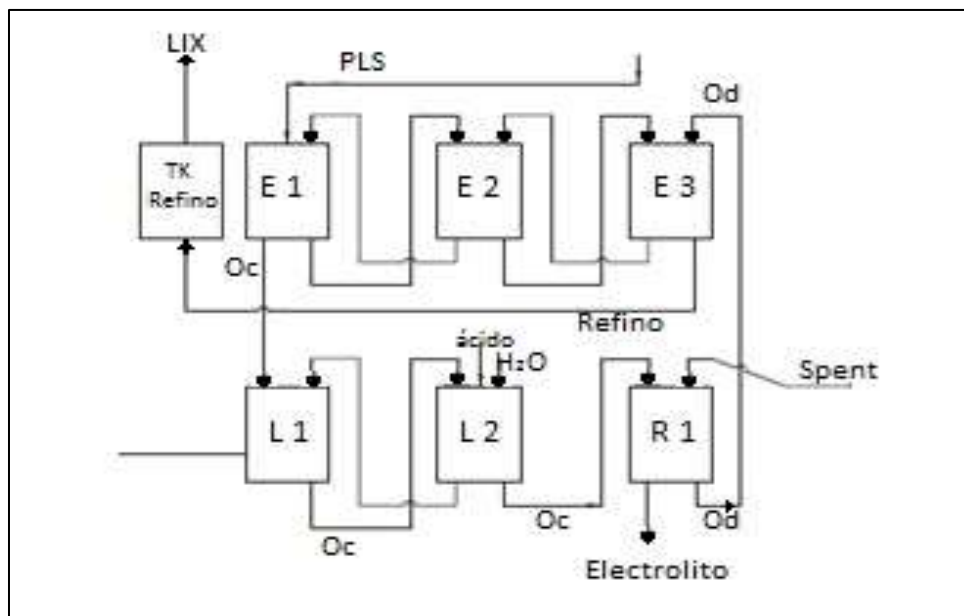 LIX
PLS
Od
TK
Refino
E 1
E 2
E 3
Oc
Refino
ácido
H₂O
Spent
L 1
L 2
R 1
Oc
Oc
Od
Electrolito